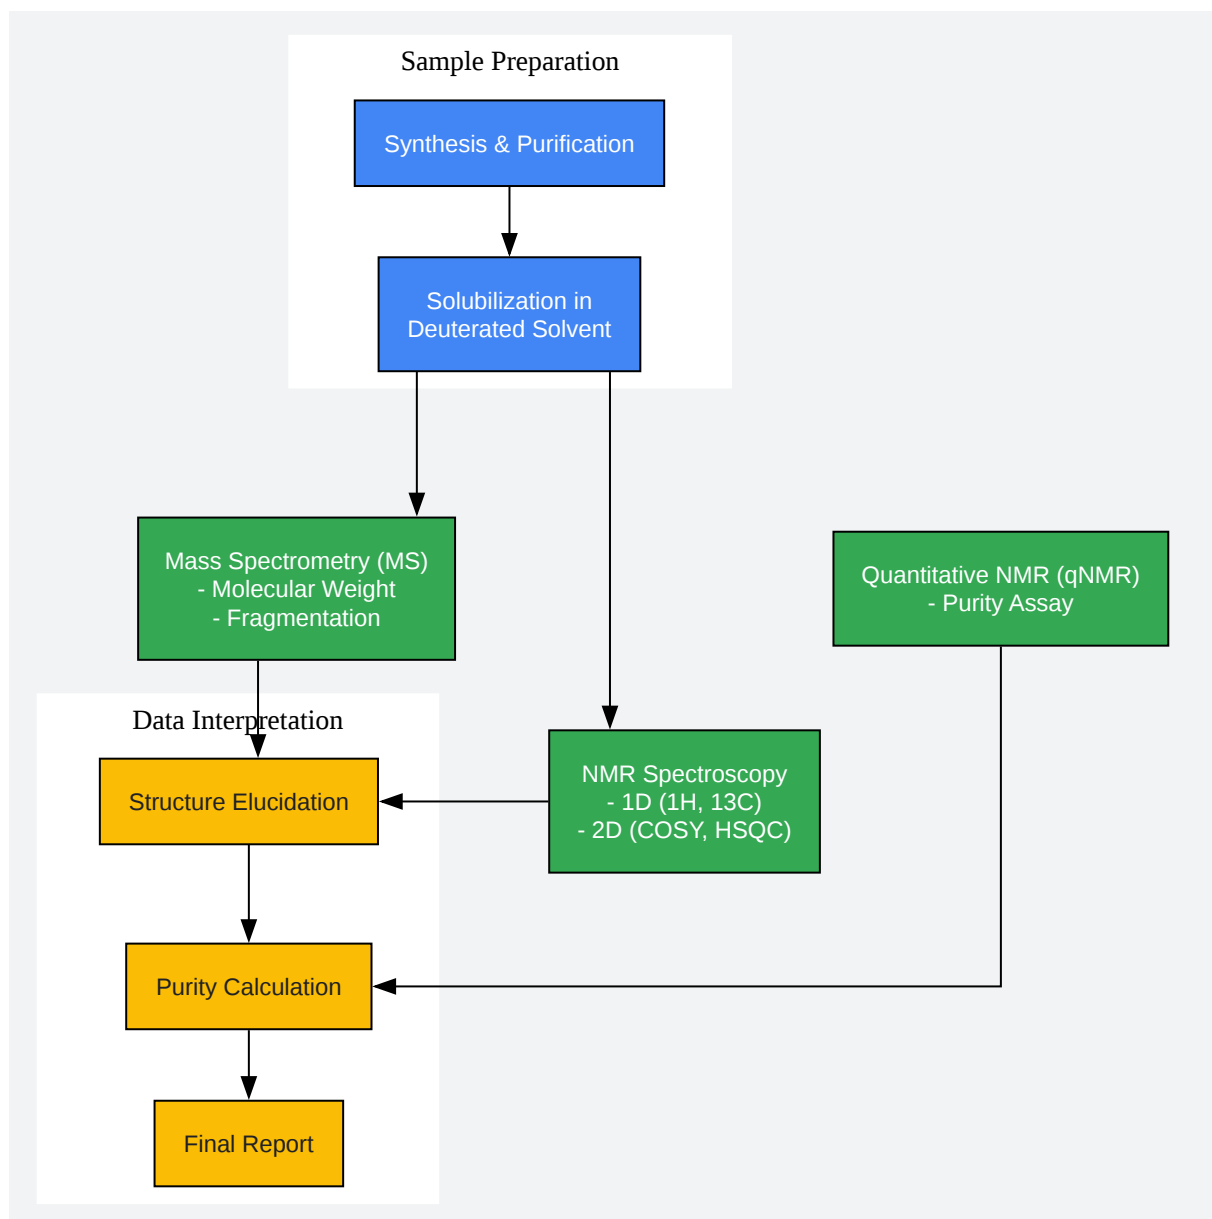 Sample Preparation
Synthesis & Purification
Solubilization in
Deuterated Solvent
Mass Spectrometry (MS)
- Molecular Weight
- Fragmentation
Quantitative NMR (qNMR)
- Purity Assay
Data Interpretation
Structure Elucidation
NMR Spectroscopy
- 1D (1H, 13C)
- 2D (COSY, HSQC)
Purity Calculation
Final Report